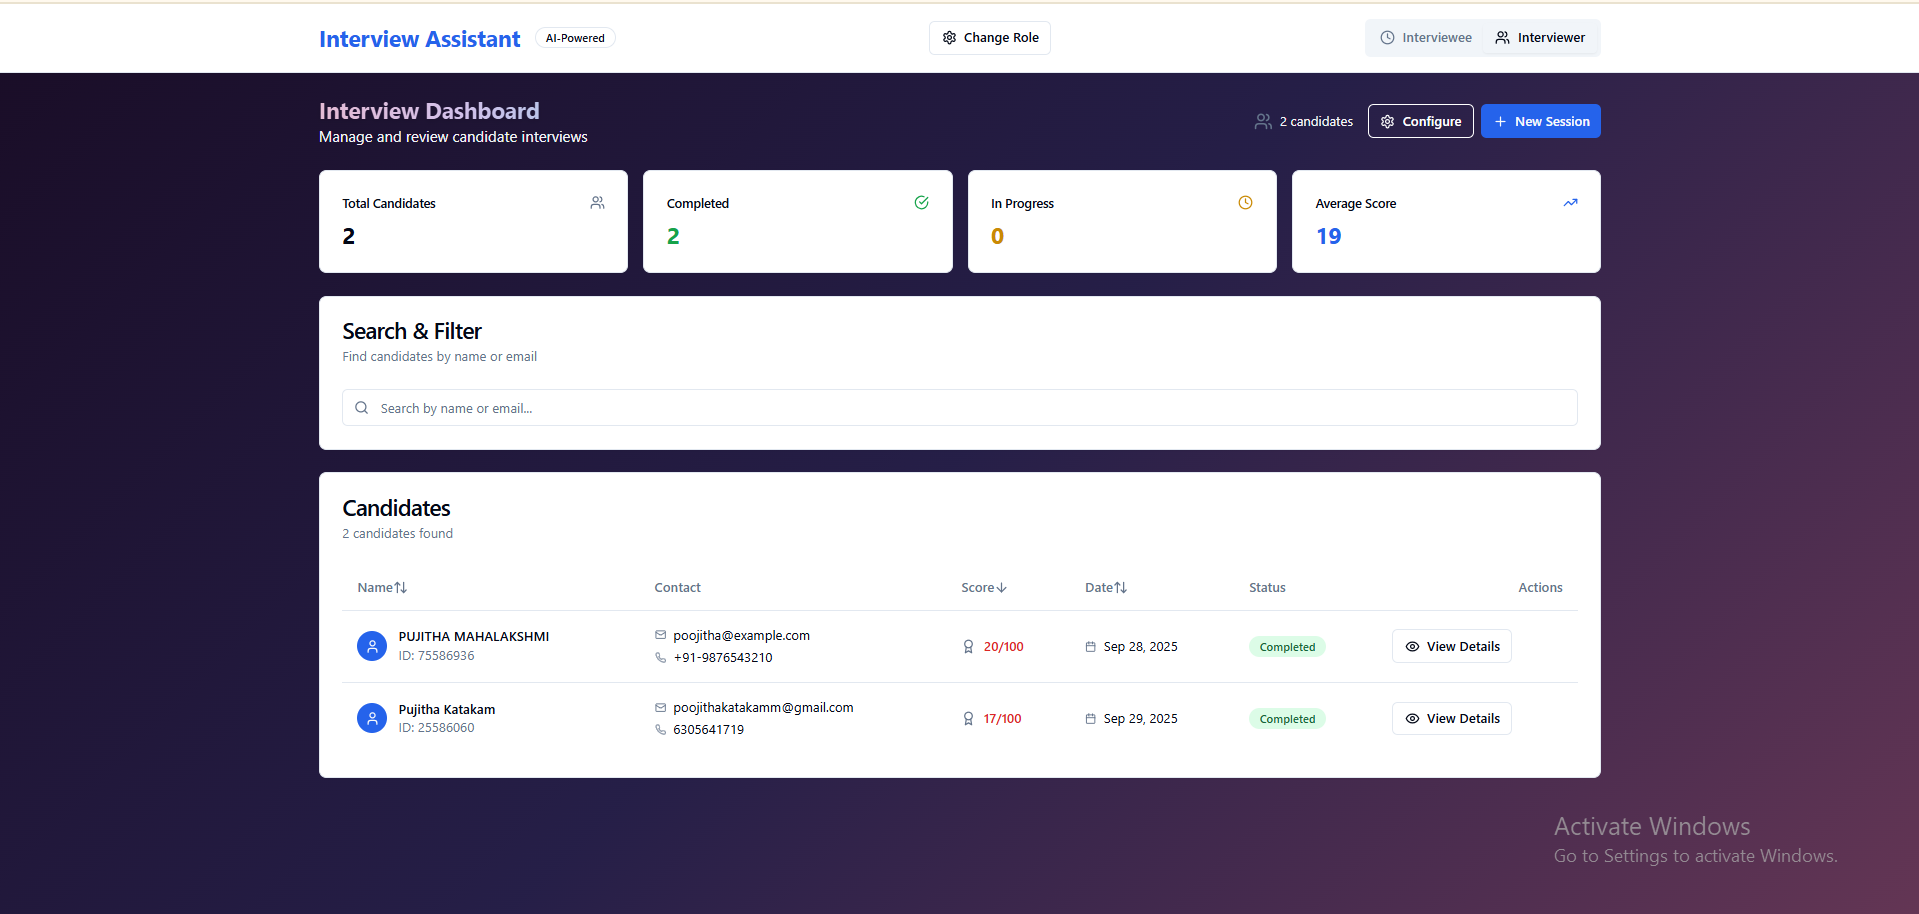 Interview Assistant AI-Powered Change Role Interviewee Interviewer
Interview Dashboard
Manage and review candidate interviews
2 candidates Configure New Session
Total Candidates Completed In Progress Average Score
2 2 0 19
Search & Filter
Find candidates by name or email
Search by name or email...
Candidates
2 candidates found
Name Contact Score Date Status Actions
PUJITHA MAHALAKSHMI
ID: 75586936
poojitha@example.com
+91-9876543210
20/100 Sep 28, 2025 Completed View Details
Pujitha Katakam
ID: 25586060
poojithakatakamm@gmail.com
6305641719
17/100 Sep 29, 2025 Completed View Details
Activate Windows
Go to Settings to activate Windows.